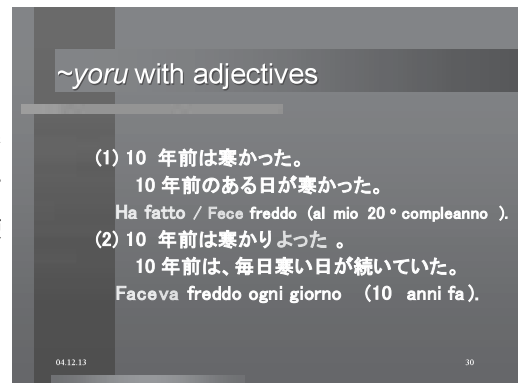 ~yoru with adjectives
(1) 10 年前は寒かった。
10 年前のある日が寒かった。
Ha fatto / Fece freddo (al mio 20° compleanno ).
(2) 10 年前は寒かりよった 。
10 年前は、毎日寒い日が続いていた。
Faceva freddo ogni giorno (10 anni fa).
04.12.13
30